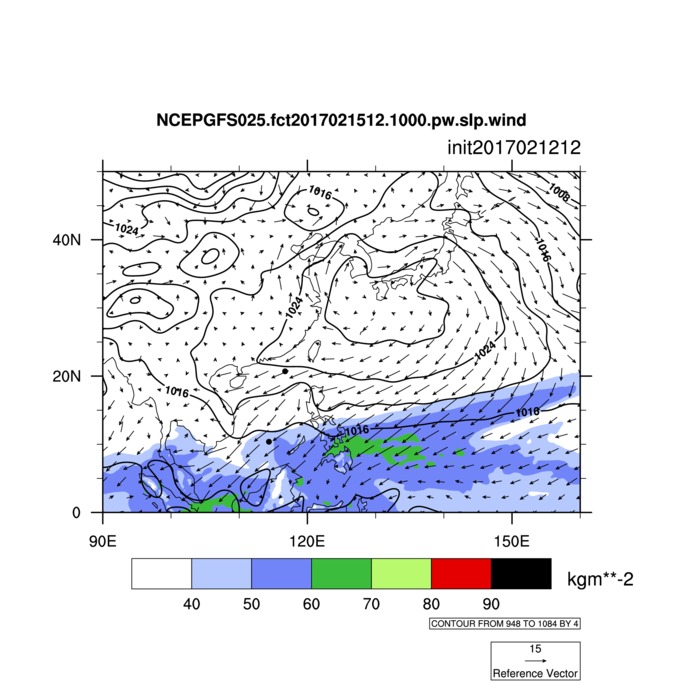 NCEPGFS025.fct2017021512.1000.pw.slp.wind
init2017021212
1016
1008
1024
40N
1016
1024
1024
20N
1016
1016
1016
0
90E 120E 150E
kgm**-2
40 50 60 70 80 90
CONTOUR FROM 948 TO 1084 BY 4
15
Reference Vector